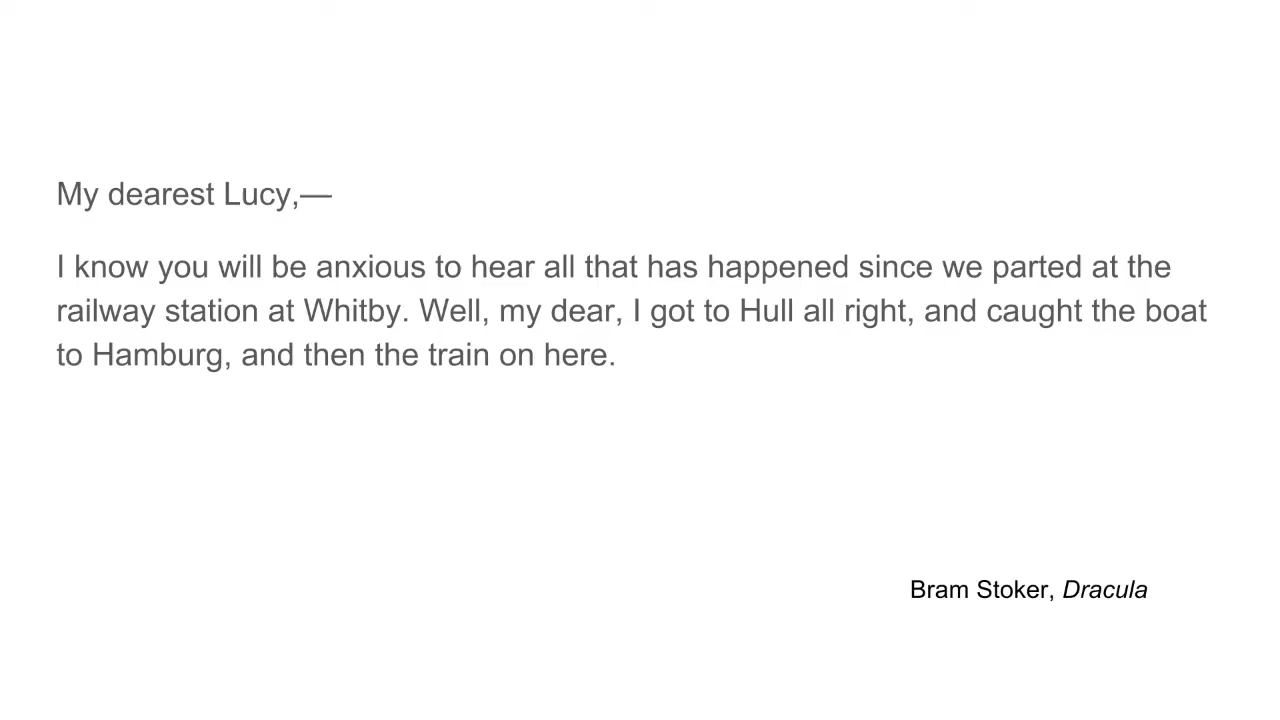 My dearest Lucy,—
I know you will be anxious to hear all that has happened since we parted at the
railway station at Whitby. Well, my dear, I got to Hull all right, and caught the boat
to Hamburg, and then the train on here.
Bram Stoker, Dracula